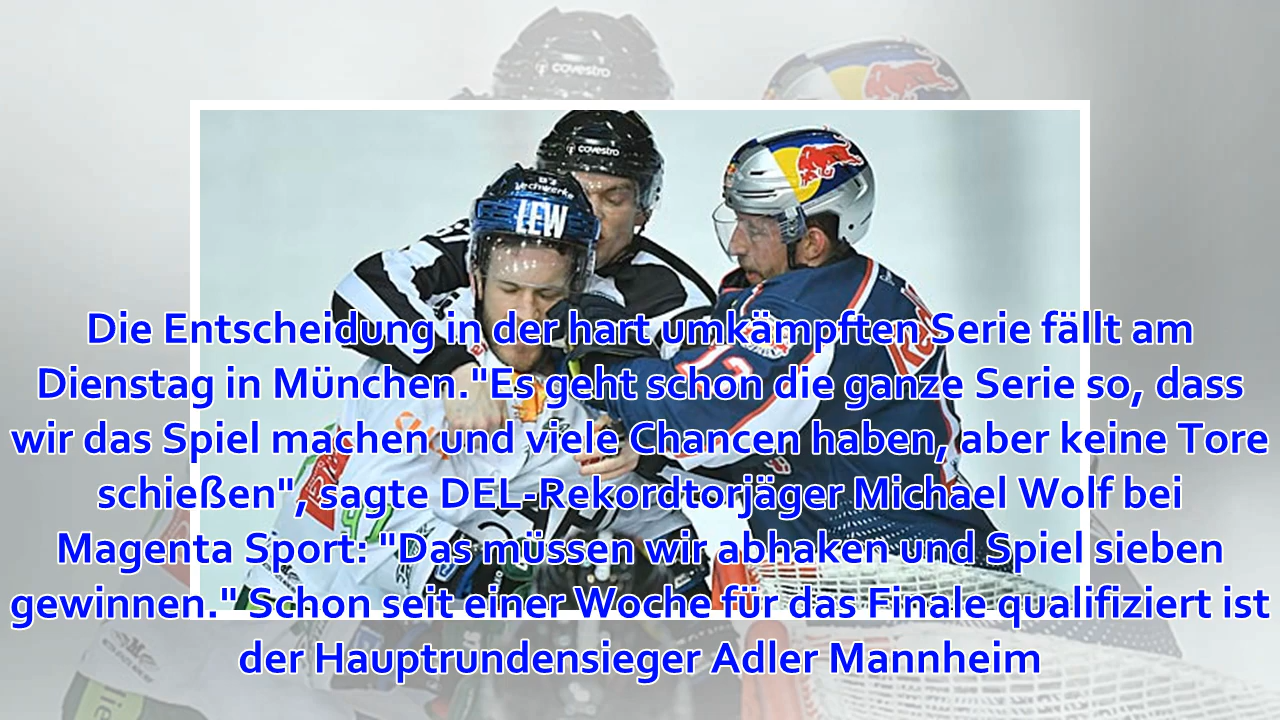 covestro
covestro
LEW
Die Entscheidung in der hart umkämpften Serie fällt am
Dienstag in München."Es geht schon die ganze Serie so, dass
wir das Spiel machen und viele Chancen haben, aber keine Tore
schießen", sagte DEL-Rekordtorjäger Michael Wolf bei
Magenta Sport: "Das müssen wir abhaken und Spiel sieben
gewinnen." Schon seit einer Woche für das Finale qualifiziert ist
der Hauptrundensieger Adler Mannheim